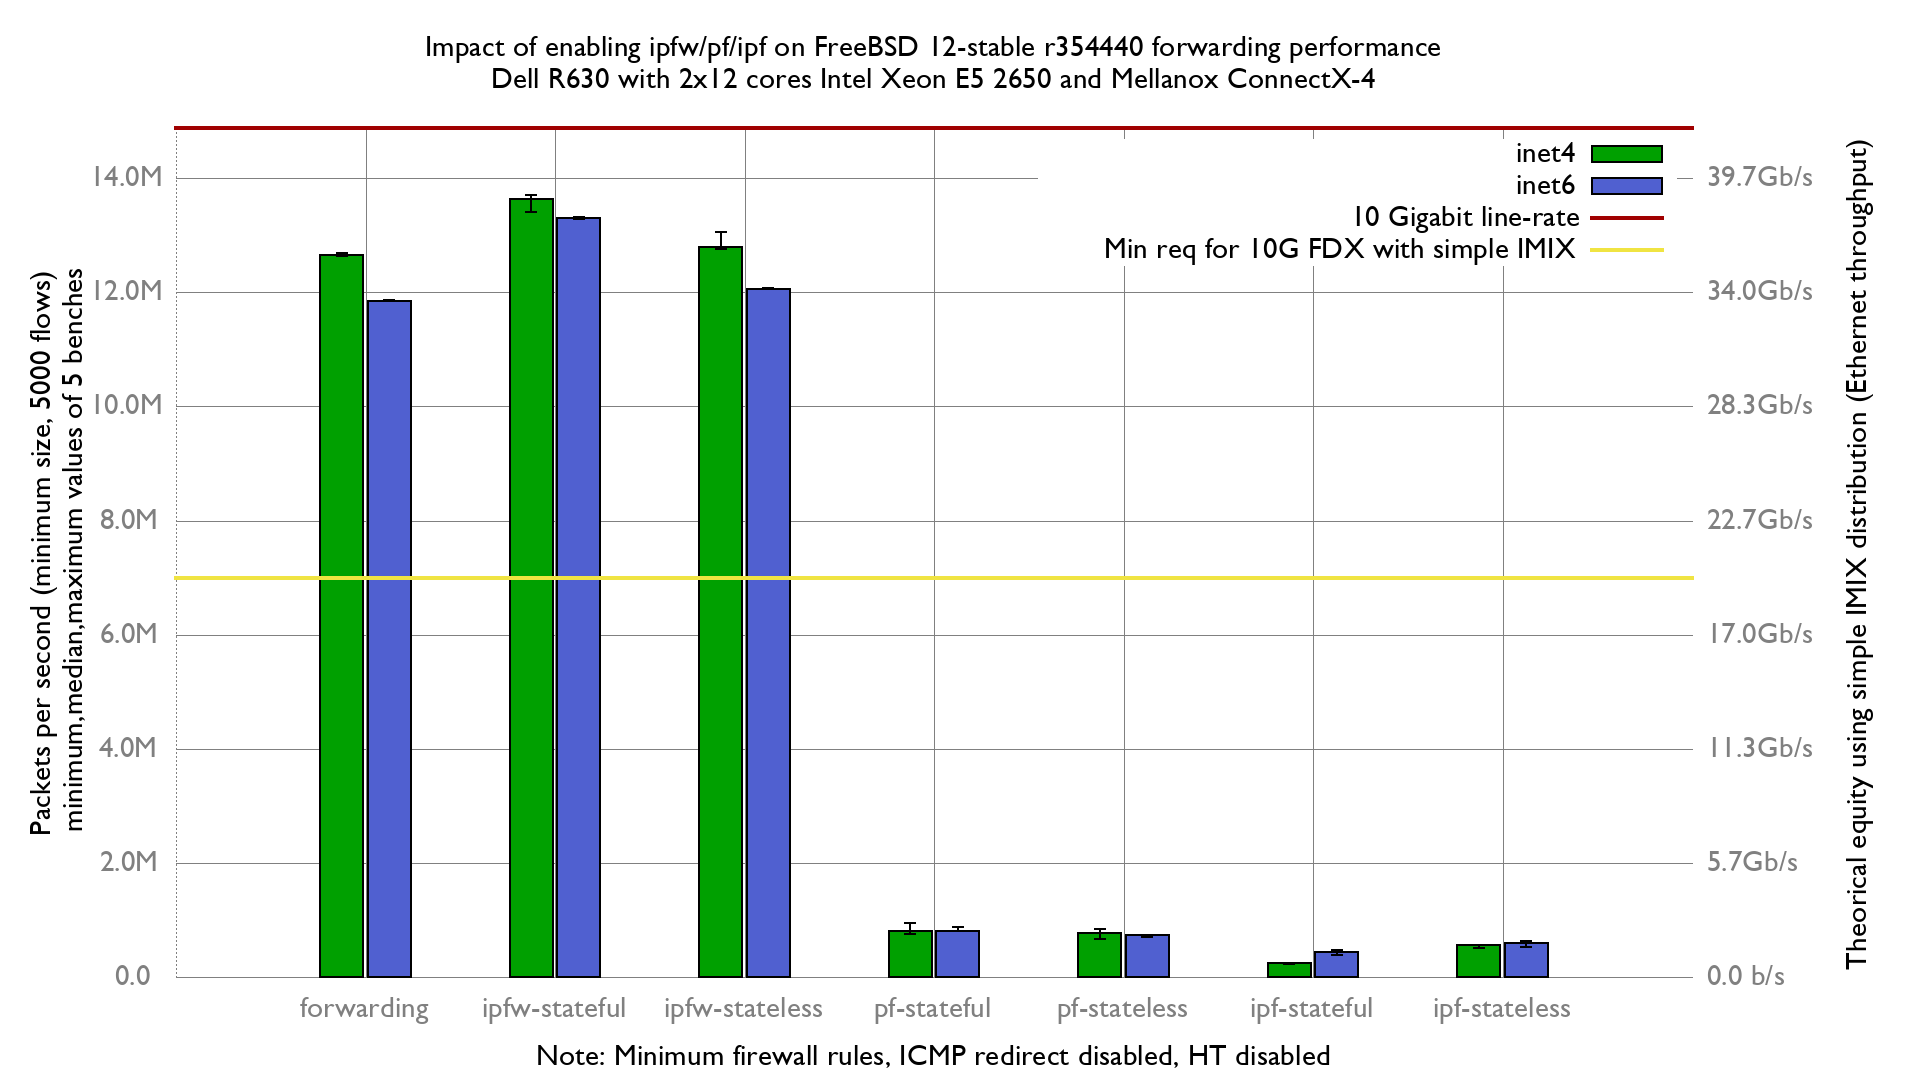 Impact of enabling ipfw/pf/ipf on FreeBSD 12-stable r354440 forwarding performance
Dell R630 with 2x12 cores Intel Xeon E5 2650 and Mellanox ConnectX-4
inet4
inet6
10 Gigabit line-rate
Min req for 10G FDX with simple IMIX
Packets per second (minimum size, 5000 flows)
minimum,median,maximum values of 5 benches
14.0M
12.0M
10.0M
8.0M
6.0M
4.0M
2.0M
0.0
39.7Gb/s
34.0Gb/s
28.3Gb/s
22.7Gb/s
17.0Gb/s
11.3Gb/s
5.7Gb/s
0.0 b/s
Theorical equity using simple IMIX distribution (Ethernet throughput)
forwarding ipfw-stateful ipfw-stateless pf-stateful pf-stateless ipf-stateful ipf-stateless
Note: Minimum firewall rules, ICMP redirect disabled, HT disabled